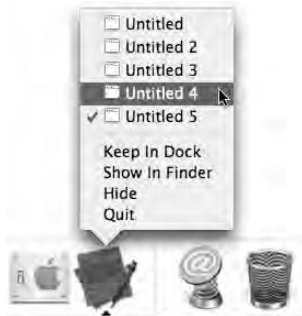 Untitled
Untitled 2
Untitled 3
Untitled 4
✓ Untitled 5
Keep In Dock
Show In Finder
Hide
Quit
@